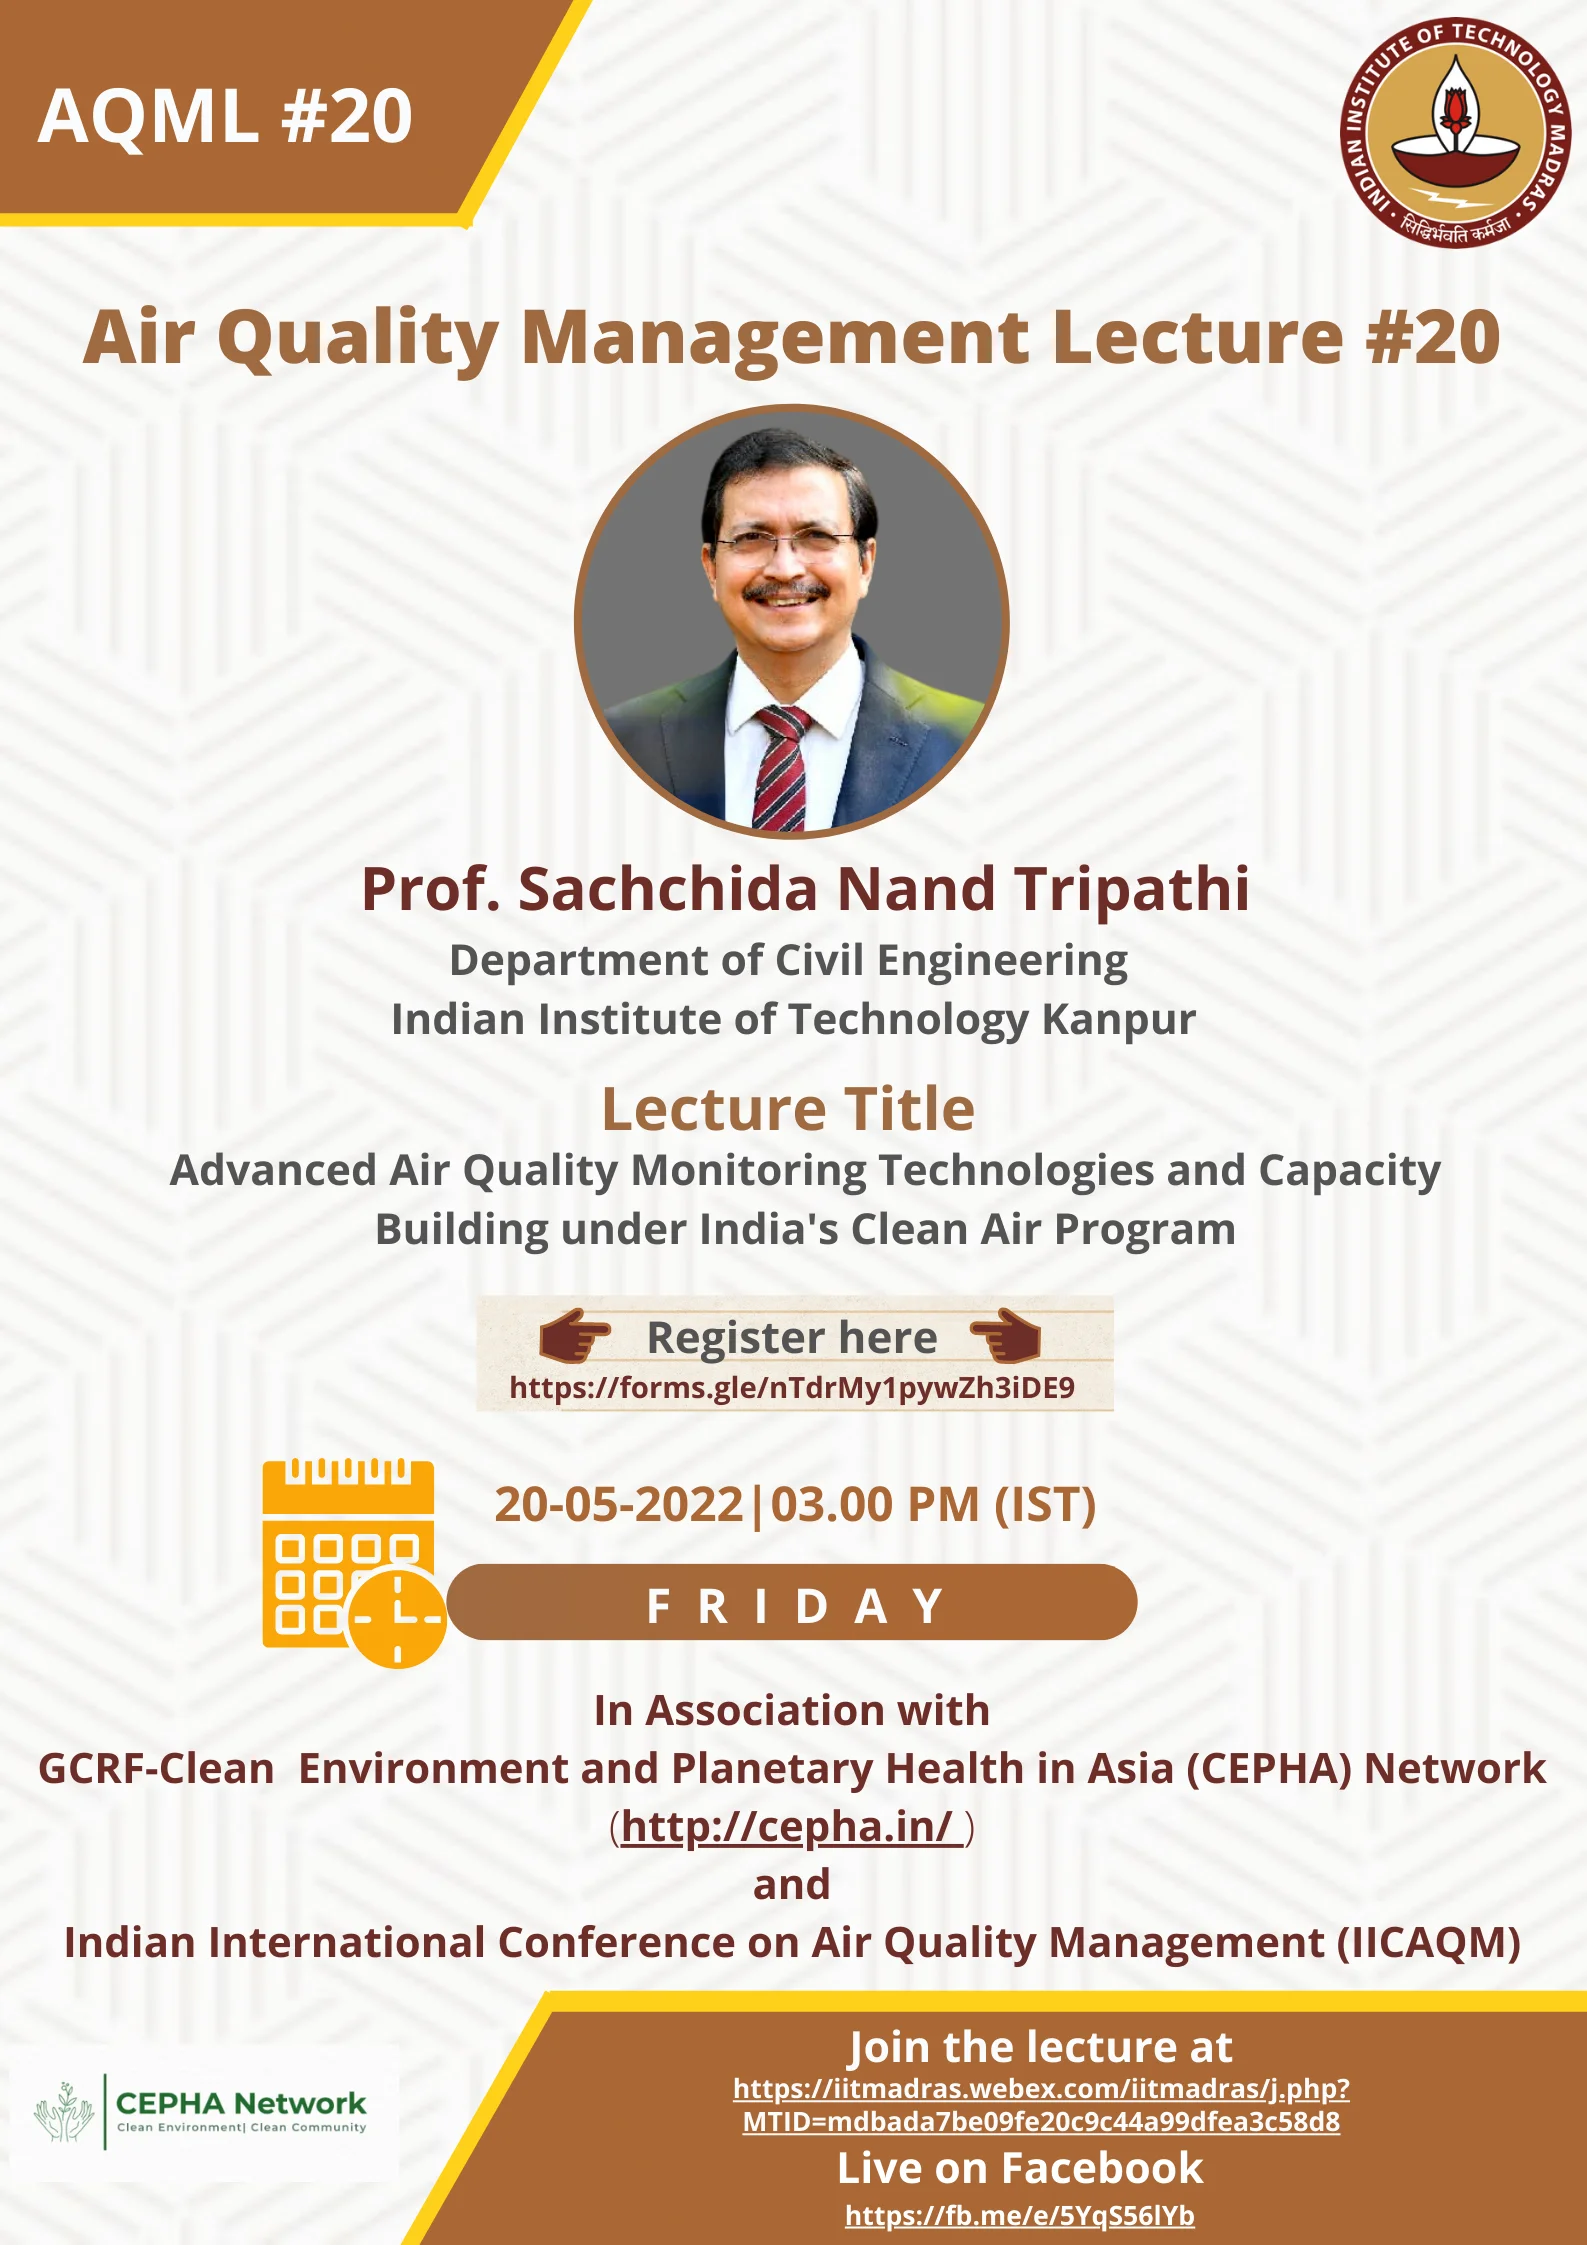 AQML #20
INDIAN INSTITUTE OF TECHNOLOGY MADRAS
सिद्धिर्भवति कर्मजा
Air Quality Management Lecture #20
Prof. Sachchida Nand Tripathi
Department of Civil Engineering
Indian Institute of Technology Kanpur
Lecture Title
Advanced Air Quality Monitoring Technologies and Capacity
Building under India's Clean Air Program
Register here
https://forms.gle/nTdrMy1pywZh3iDE9
20-05-2022|03.00 PM (IST)
FRIDAY
In Association with
GCRF-Clean  Environment and Planetary Health in Asia (CEPHA) Network
(http://cepha.in/ )
and
Indian International Conference on Air Quality Management (IICAQM)
CEPHA Network
Clean Environment| Clean Community
Join the lecture at
https://iitmadras.webex.com/iitmadras/j.php?
MTID=mdbada7be09fe20c9c44a99dfea3c58d8
Live on Facebook
https://fb.me/e/5YqS56lYb